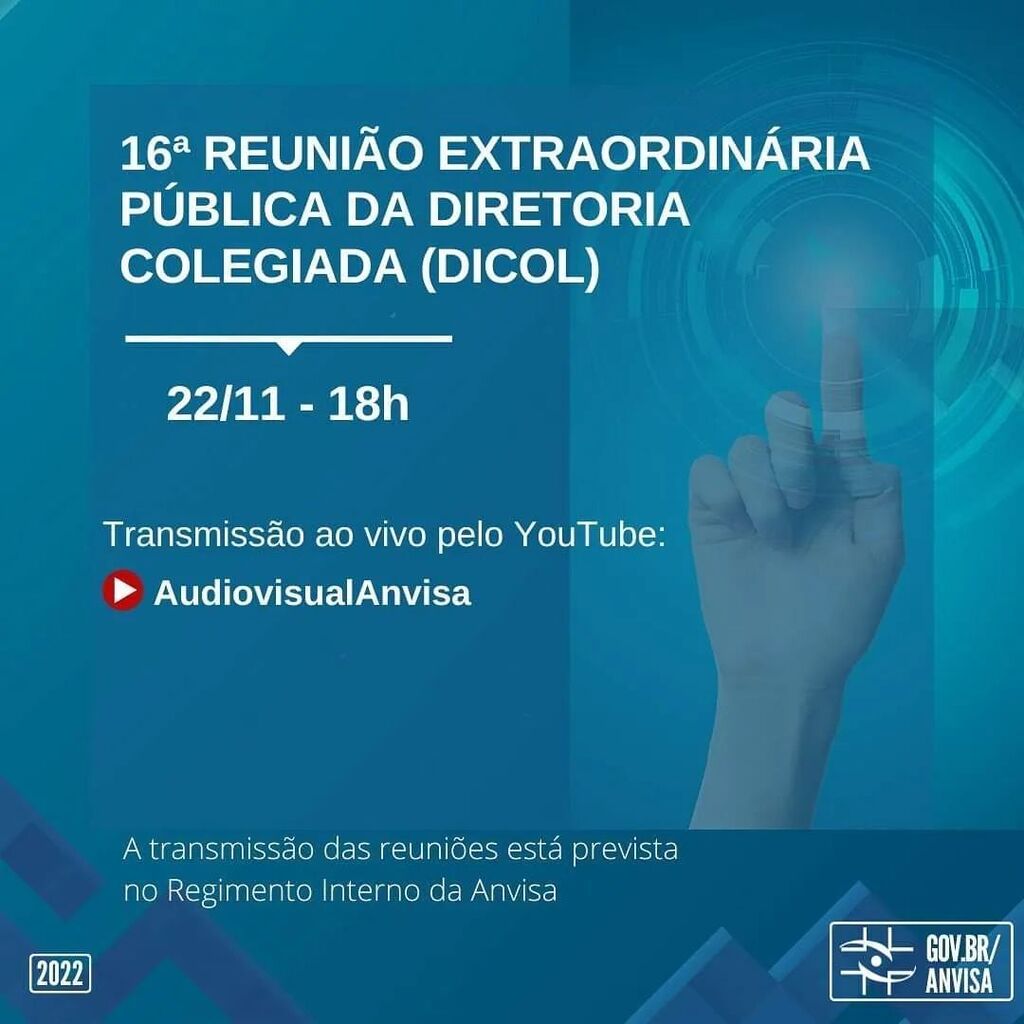 16ª REUNIÃO EXTRAORDINÁRIA
PÚBLICA DA DIRETORIA
COLEGIADA (DICOL)
22/11 - 18h
Transmissão ao vivo pelo YouTube:
AudiovisualAnvisa
A transmissão das reuniões está prevista
no Regimento Interno da Anvisa
2022
GOV.BR/
ANVISA